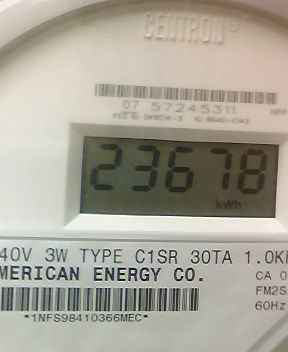 CENTRON®
07 57245311
23678
kWh
40V 3W TYPE C1SR 30TA 1.0K
MERICAN ENERGY CO.
CA 0
FM2S
60Hz
*1NFS98410366MEC*